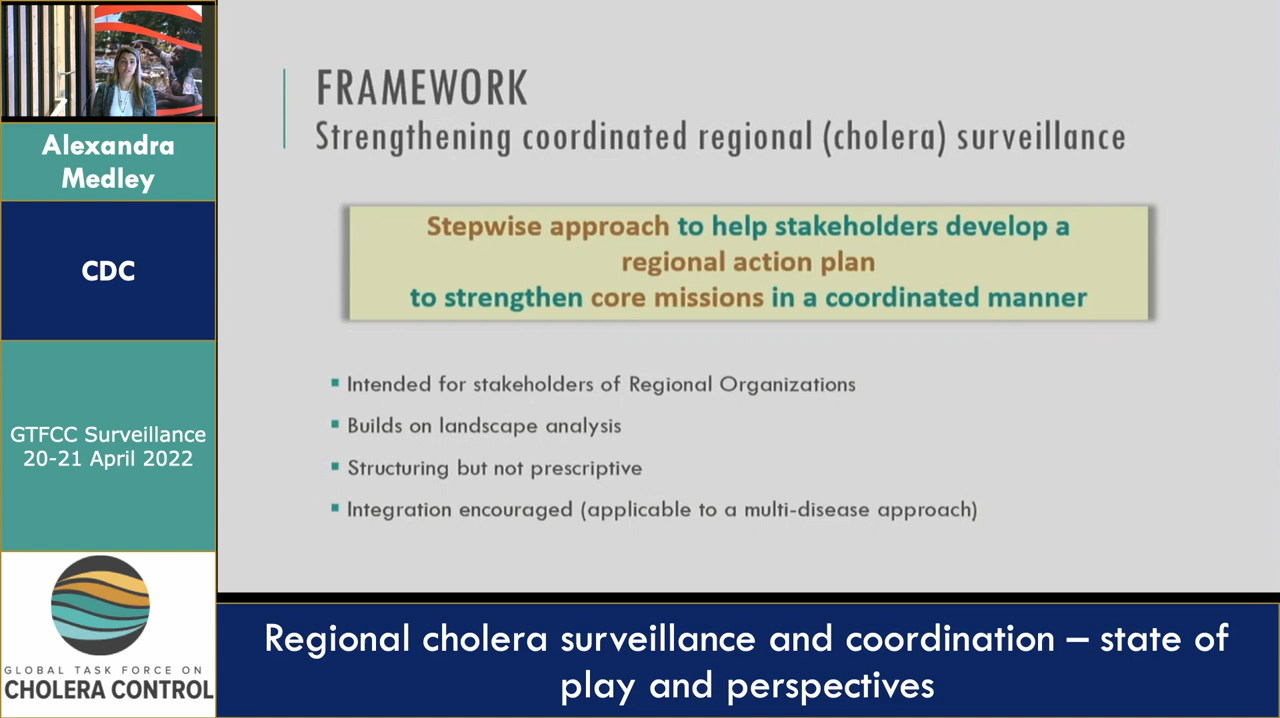 Alexandra
Medley
CDC
GTFCC Surveillance
20-21 April 2022
GLOBAL TASK FORCE ON
CHOLERA CONTROL
FRAMEWORK
Strengthening coordinated regional (cholera) surveillance
Stepwise approach to help stakeholders develop a
regional action plan
to strengthen core missions in a coordinated manner
▪ Intended for stakeholders of Regional Organizations
▪ Builds on landscape analysis
▪ Structuring but not prescriptive
▪ Integration encouraged (applicable to a multi-disease approach)
Regional cholera surveillance and coordination – state of
play and perspectives